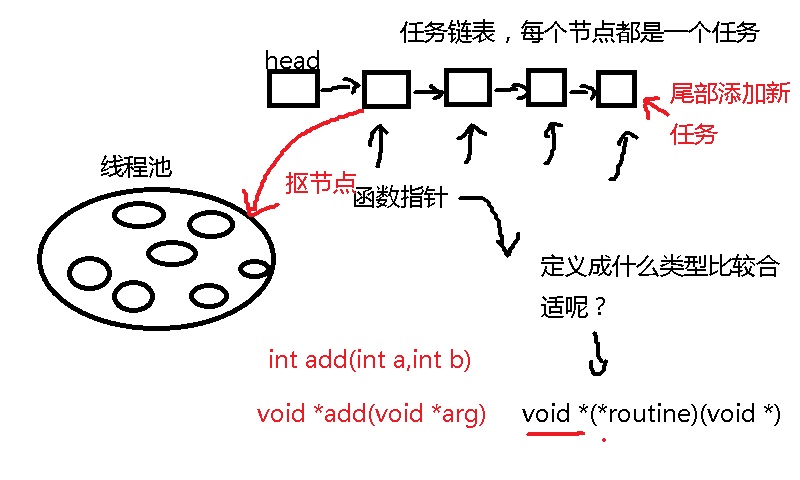 任务链表，每个节点都是一个任务
head
尾部添加新
任务
线程池
抠节点
函数指针
定义成什么类型比较合
适呢？
int add(int a,int b)
void *add(void *arg)
void *(*routine)(void *)